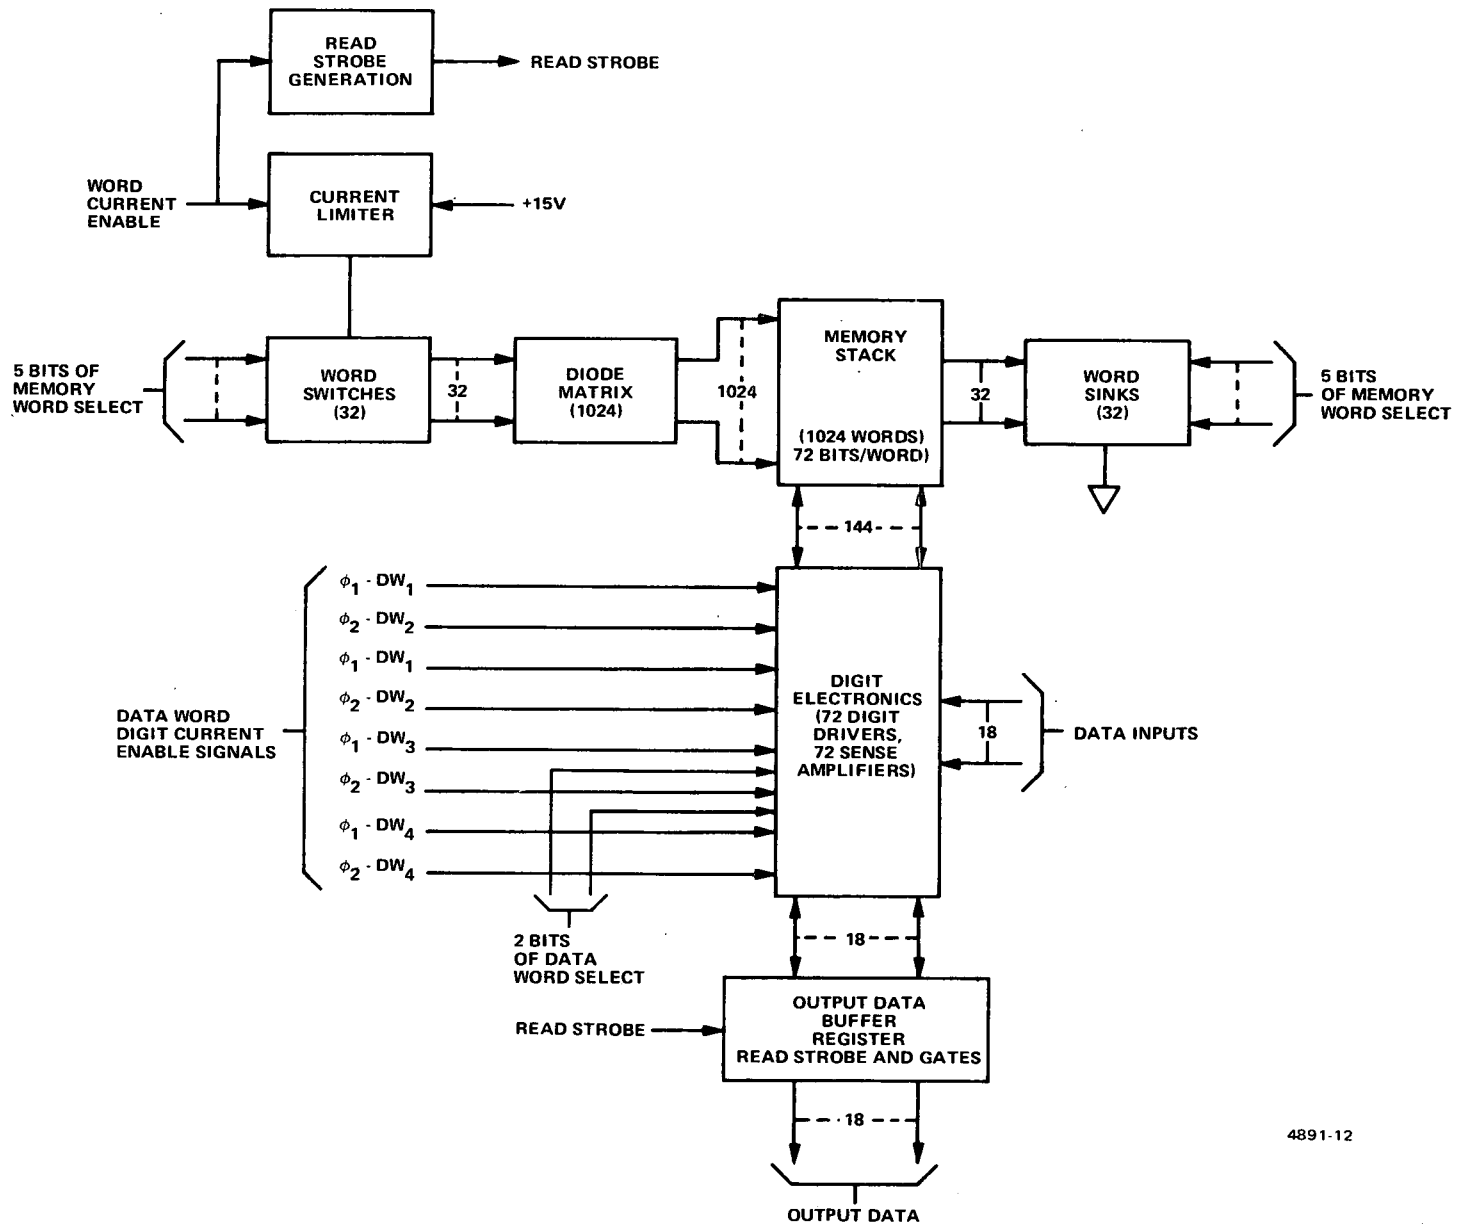 READ
STROBE
GENERATION
READ STROBE
WORD
CURRENT
ENABLE
CURRENT
LIMITER
+15V
5 BITS OF
MEMORY
WORD SELECT
WORD
SWITCHES
(32)
32
DIODE
MATRIX
(1024)
1024
MEMORY
STACK
(1024 WORDS)
72 BITS/WORD)
32
WORD
SINKS
(32)
5 BITS
OF MEMORY
WORD SELECT
144
DATA WORD
DIGIT CURRENT
ENABLE SIGNALS
ϕ1 - DW1
ϕ2 - DW2
ϕ1 - DW1
ϕ2 - DW2
ϕ1 - DW3
ϕ2 - DW3
ϕ1 - DW4
ϕ2 - DW4
2 BITS
OF DATA
WORD SELECT
DIGIT
ELECTRONICS
(72 DIGIT
DRIVERS,
72 SENSE
AMPLIFIERS)
18
DATA INPUTS
18
READ STROBE
OUTPUT DATA
BUFFER
REGISTER
READ STROBE AND GATES
18
OUTPUT DATA
4891-12